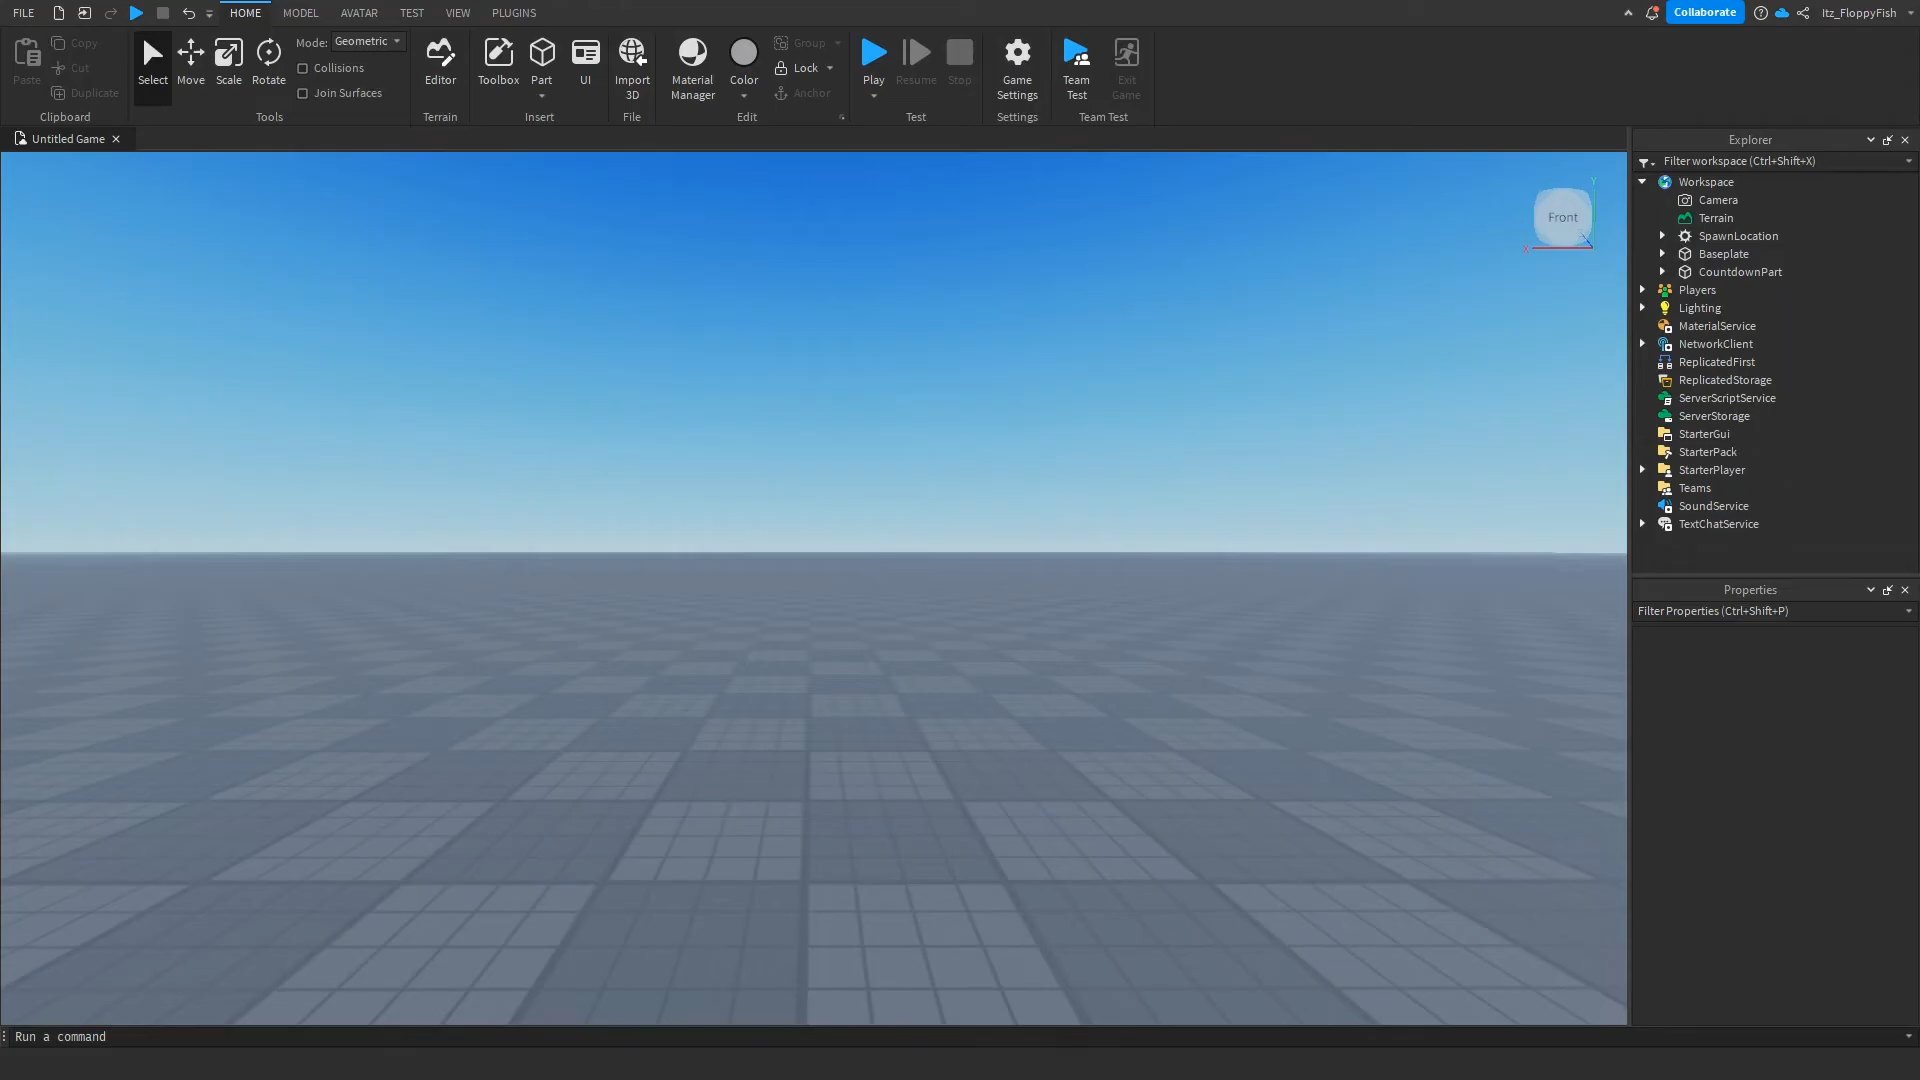 FILE HOME MODEL AVATAR TEST VIEW PLUGINS Collaborate Itz_FloppyFish
Paste Copy Cut Duplicate
Clipboard
Select Move Scale Rotate Mode: Geometric
Collisions
Join Surfaces
Tools
Editor
Terrain
Toolbox Part UI
Insert
Import
3D
File
Material
Manager
Color
Group
Lock
Anchor
Edit
Play Resume Stop
Test
Game
Settings
Settings
Team
Test
Exit
Game
Team Test
Untitled Game
Front
X
Y
Explorer
Filter workspace (Ctrl+Shift+X)
Workspace
Camera
Terrain
SpawnLocation
Baseplate
CountdownPart
Players
Lighting
MaterialService
NetworkClient
ReplicatedFirst
ReplicatedStorage
ServerScriptService
ServerStorage
StarterGui
StarterPack
StarterPlayer
Teams
SoundService
TextChatService
Properties
Filter Properties (Ctrl+Shift+P)
Run a command